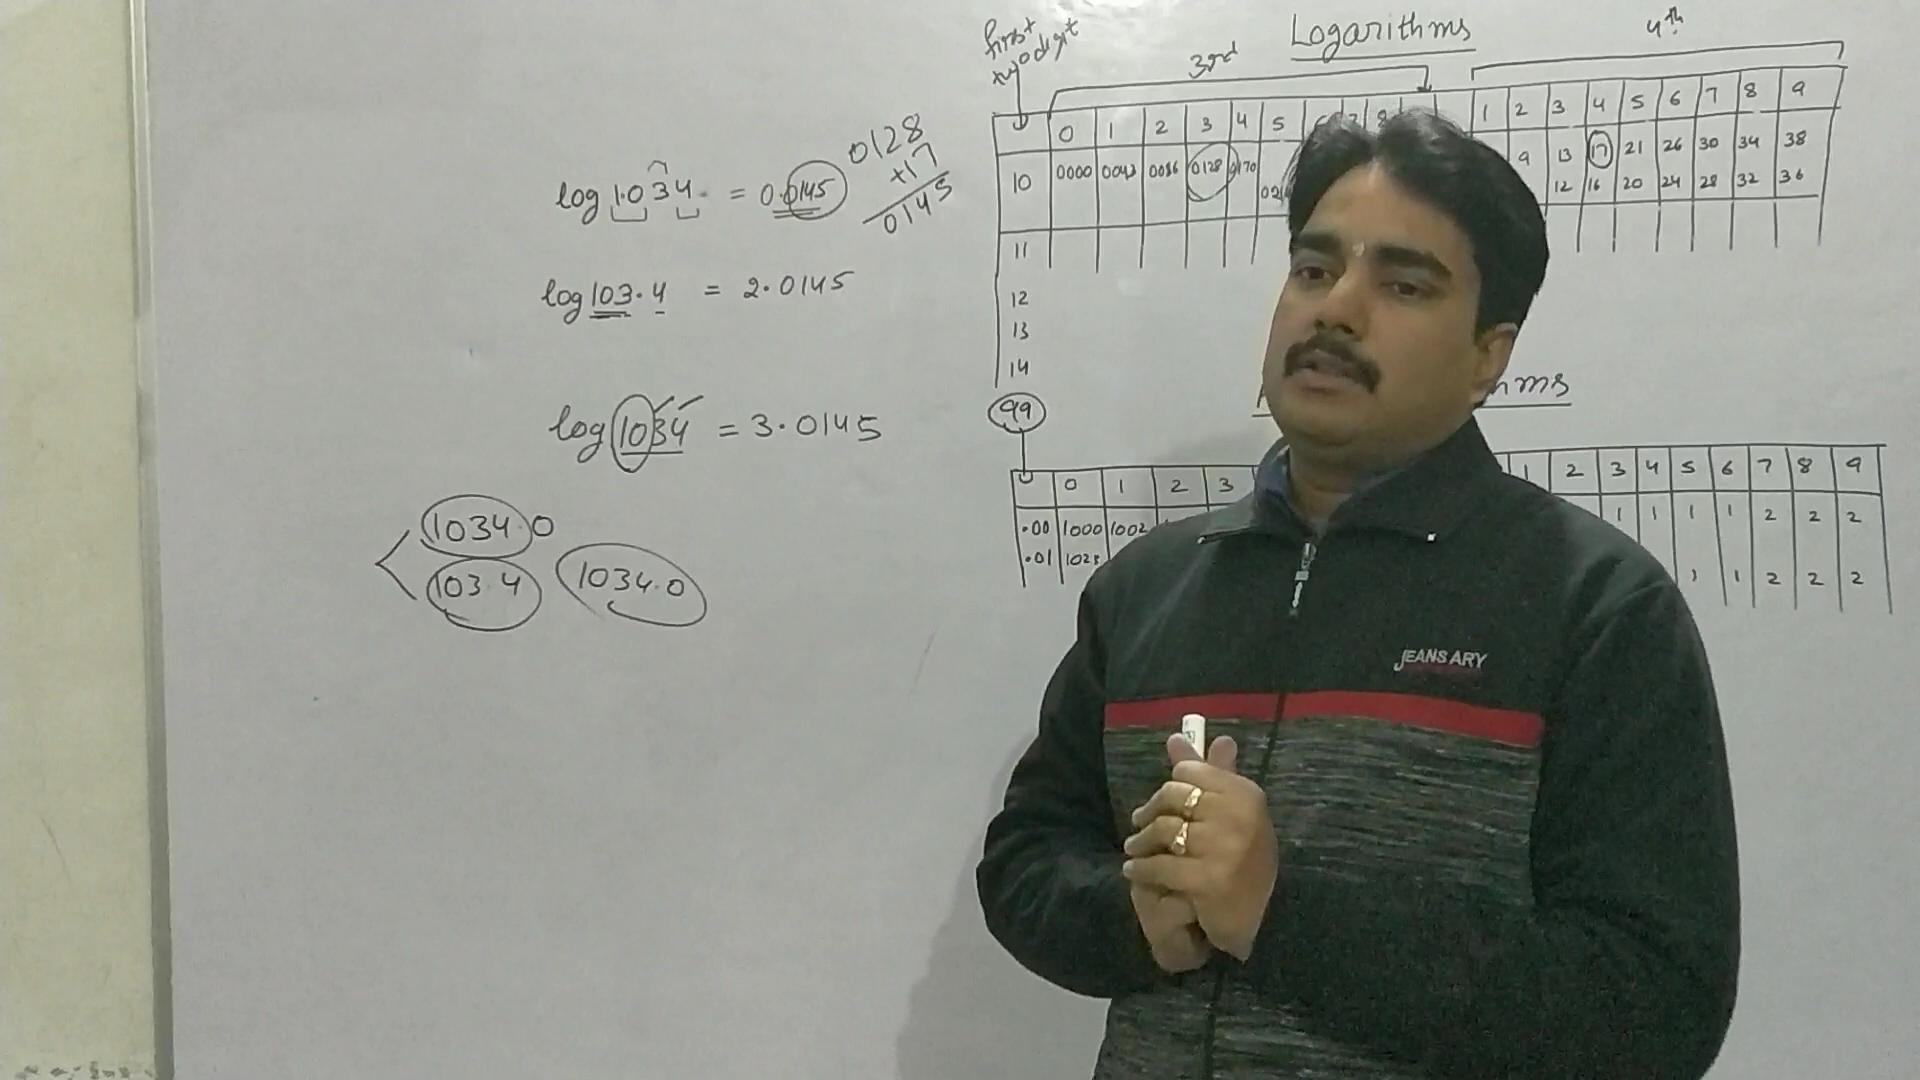 log 1.034 = 0.0145
0128
+17
0145
log 103.4 = 2.0145
log 1034 = 3.0145
1034.0
103.4
1034.0
Logarithms
first
two digit
3rd
4th
0 1 2 3 4 5 8 1 2 3 4 5 6 7 8 9
10 0000 0043 0086 0128 0170 9 13 17 21 26 30 34 38
12 16 20 24 28 32 36
11
12
13
14
99
hms
0 1 2 3 1 2 3 4 5 6 7 8 9
.00 1000 1002 1 1 1 1 2 2 2
.01 1 1 2 2 2
JEANSARY